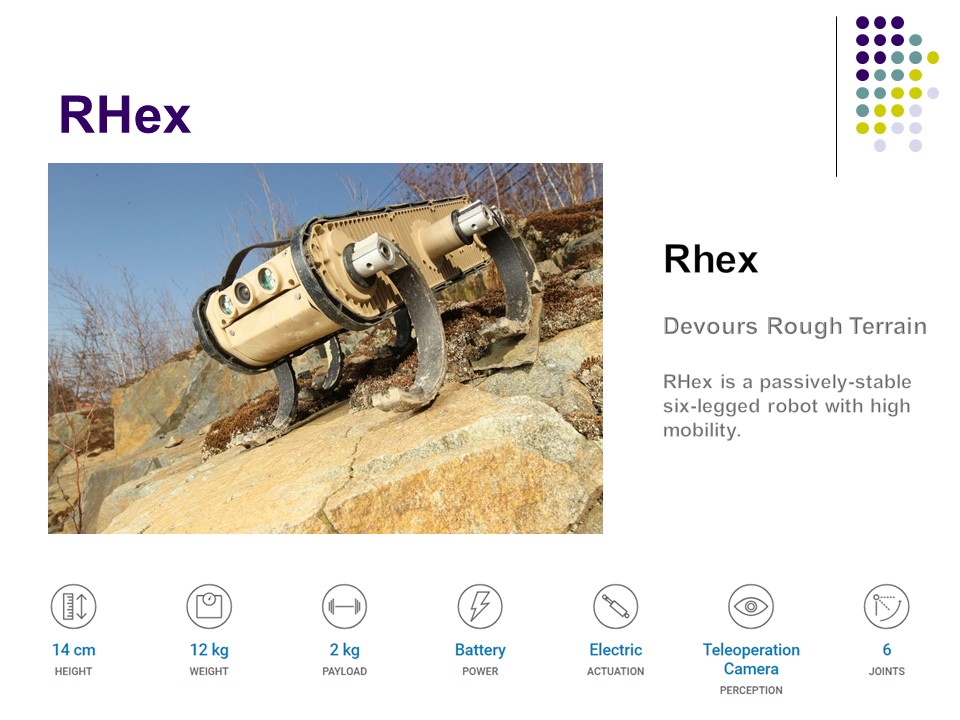 RHex
Rhex
Devours Rough Terrain
RHex is a passively-stable
six-legged robot with high
mobility.
14 cm
HEIGHT
12 kg
WEIGHT
2 kg
PAYLOAD
Battery
POWER
Electric
ACTUATION
Teleoperation
Camera
PERCEPTION
6
JOINTS